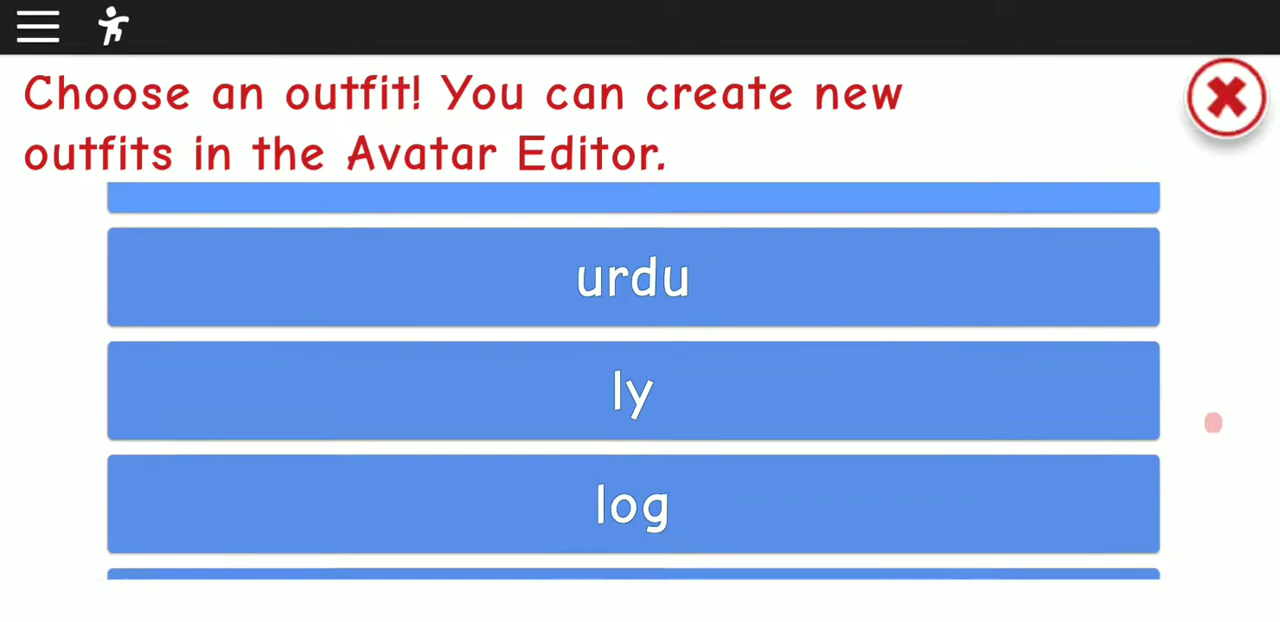 Choose an outfit! You can create new
outfits in the Avatar Editor.
urdu
ly
log